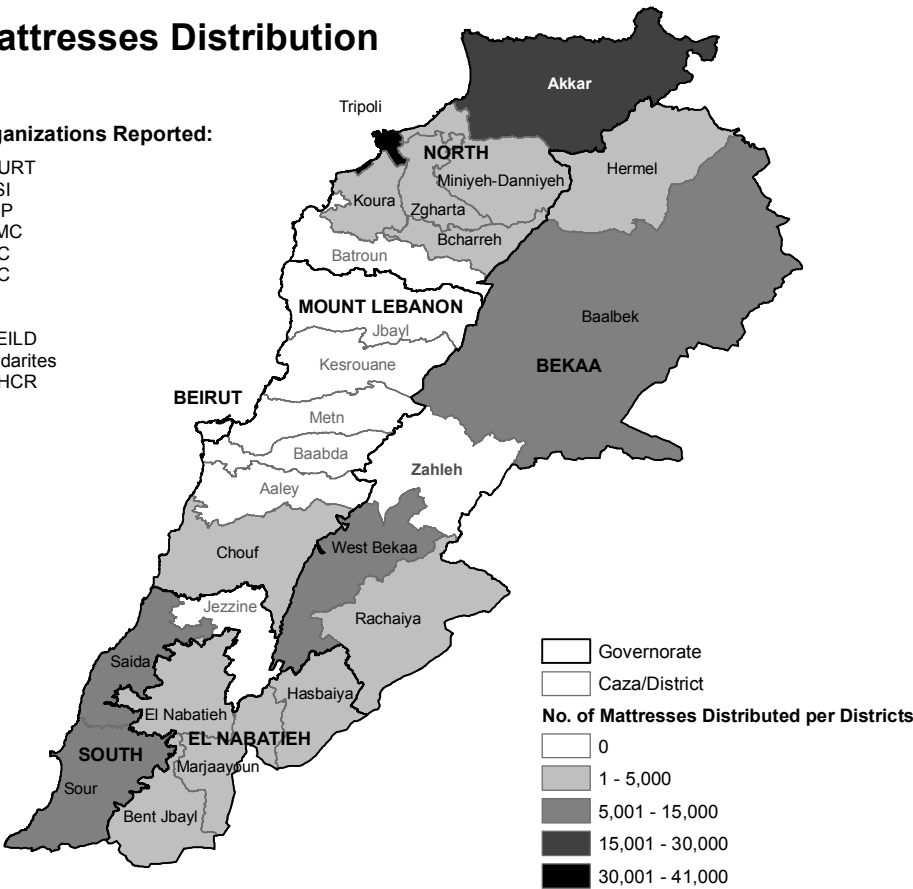 attresses Distribution
ganizations Reported:
URT
SI
P
MC
C
C
EILD
darites
HCR
Akkar
Tripoli
NORTH
Hermel
Miniyeh-Danniyeh
Koura
Zgharta
Bcharreh
Batroun
MOUNT LEBANON
Jbayl
Baalbek
Kesrouane
BEKAA
BEIRUT
Metn
Baabda
Zahleh
Aaley
Chouf
West Bekaa
Jezzine
Rachaiya
Saida
Hasbaiya
El Nabatieh
EL NABATIEH
SOUTH
Marjaayoun
Sour
Bent Jbayl
Governorate
Caza/District
No. of Mattresses Distributed per Districts
0
1 - 5,000
5,001 - 15,000
15,001 - 30,000
30,001 - 41,000